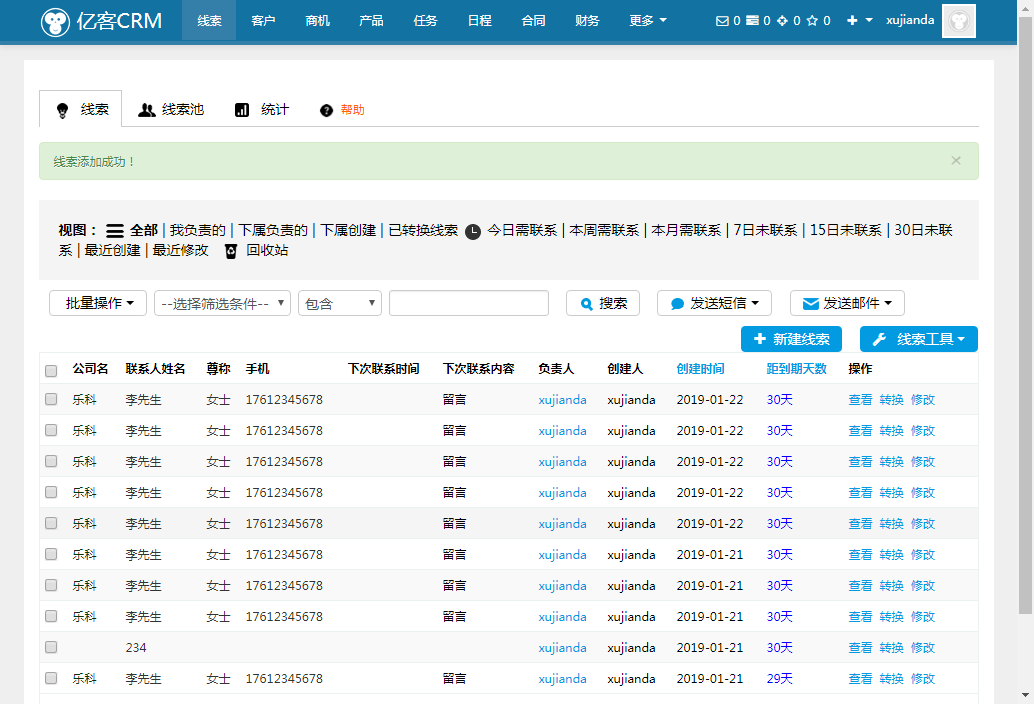 亿客CRM 线索 客户 商机 产品 任务 日程 合同 财务 更多 0 0 0 0 xujianda
线索 线索池 统计 帮助
线索添加成功！ ×
视图： 全部 | 我负责的 | 下属负责的 | 下属创建 | 已转换线索 今日需联系 | 本周需联系 | 本月需联系 | 7日未联系 | 15日未联系 | 30日未联
系 | 最近创建 | 最近修改 回收站
批量操作 --选择筛选条件-- 包含 搜索 发送短信 发送邮件
新建线索 线索工具
公司名 联系人姓名 尊称 手机 下次联系时间 下次联系内容 负责人 创建人 创建时间 距到期天数 操作
乐科 李先生 女士 17612345678 留言 xujianda xujianda 2019-01-22 30天 查看 转换 修改
乐科 李先生 女士 17612345678 留言 xujianda xujianda 2019-01-22 30天 查看 转换 修改
乐科 李先生 女士 17612345678 留言 xujianda xujianda 2019-01-22 30天 查看 转换 修改
乐科 李先生 女士 17612345678 留言 xujianda xujianda 2019-01-22 30天 查看 转换 修改
乐科 李先生 女士 17612345678 留言 xujianda xujianda 2019-01-22 30天 查看 转换 修改
乐科 李先生 女士 17612345678 留言 xujianda xujianda 2019-01-21 30天 查看 转换 修改
乐科 李先生 女士 17612345678 留言 xujianda xujianda 2019-01-21 30天 查看 转换 修改
乐科 李先生 女士 17612345678 留言 xujianda xujianda 2019-01-21 30天 查看 转换 修改
234 xujianda xujianda 2019-01-21 30天 查看 转换 修改
乐科 李先生 女士 17612345678 留言 xujianda xujianda 2019-01-21 29天 查看 转换 修改